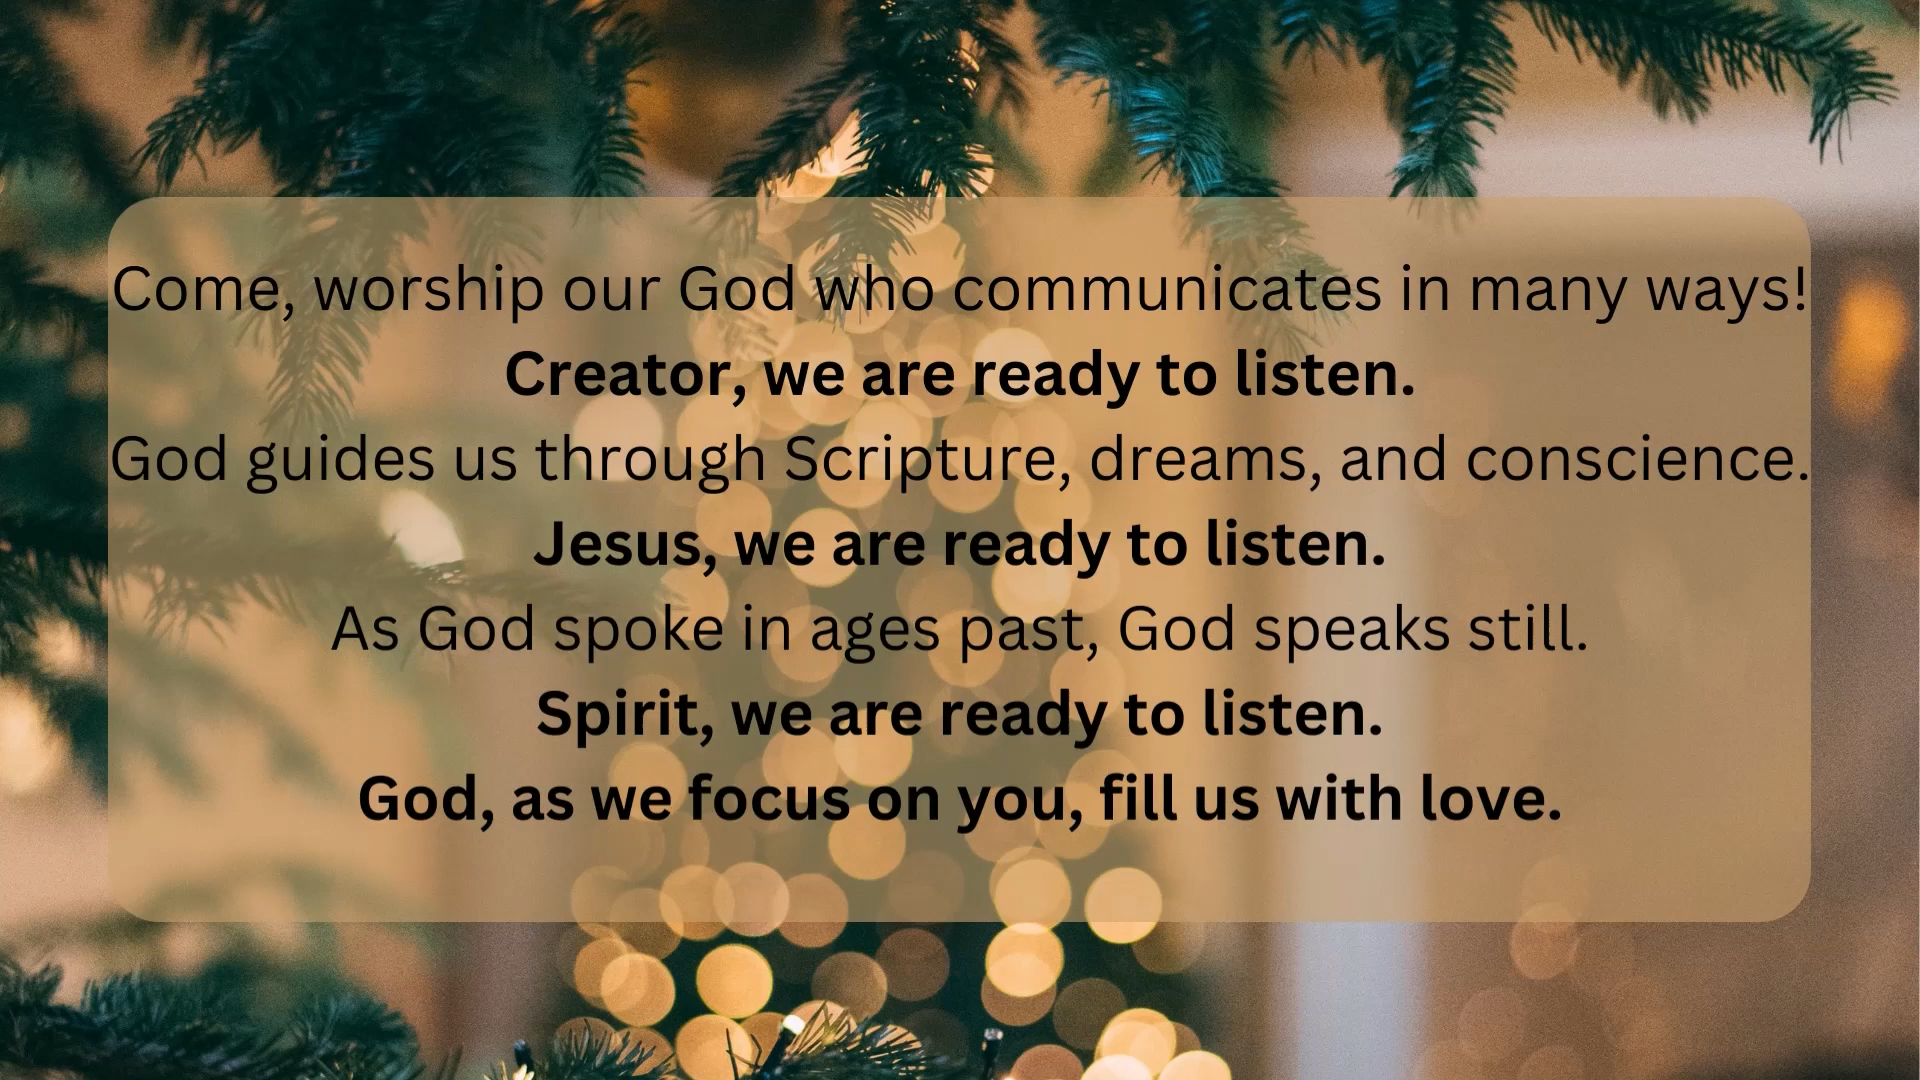 Come, worship our God who communicates in many ways!
Creator, we are ready to listen.
God guides us through Scripture, dreams, and conscience.
Jesus, we are ready to listen.
As God spoke in ages past, God speaks still.
Spirit, we are ready to listen.
God, as we focus on you, fill us with love.